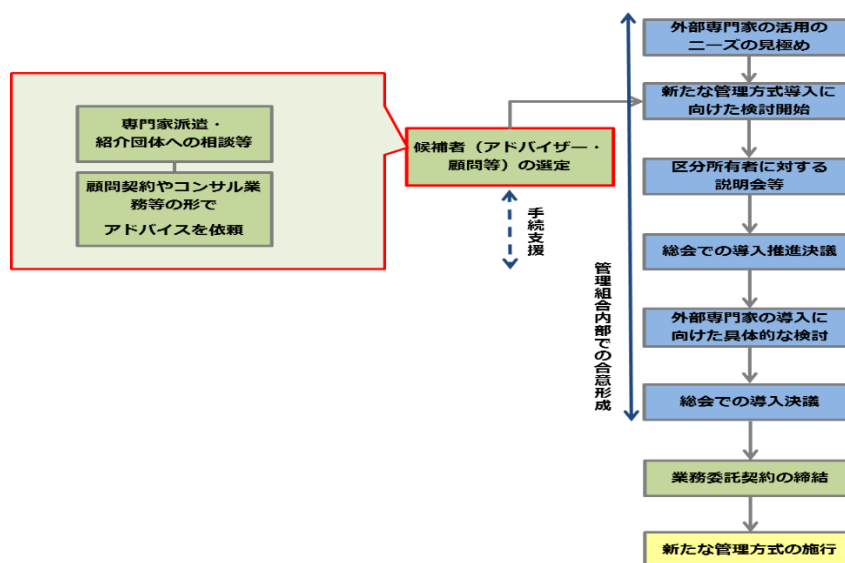 専門家派遣・
紹介団体への相談等
顧問契約やコンサル業
務等の形で
アドバイスを依頼
候補者（アドバイザー・
顧問等）の選定
手続支援
管理組合内部での合意形成
外部専門家の活用の
ニーズの見極め
新たな管理方式導入に
向けた検討開始
区分所有者に対する
説明会等
総会での導入推進決議
外部専門家の導入に
向けた具体的な検討
総会での導入決議
業務委託契約の締結
新たな管理方式の施行